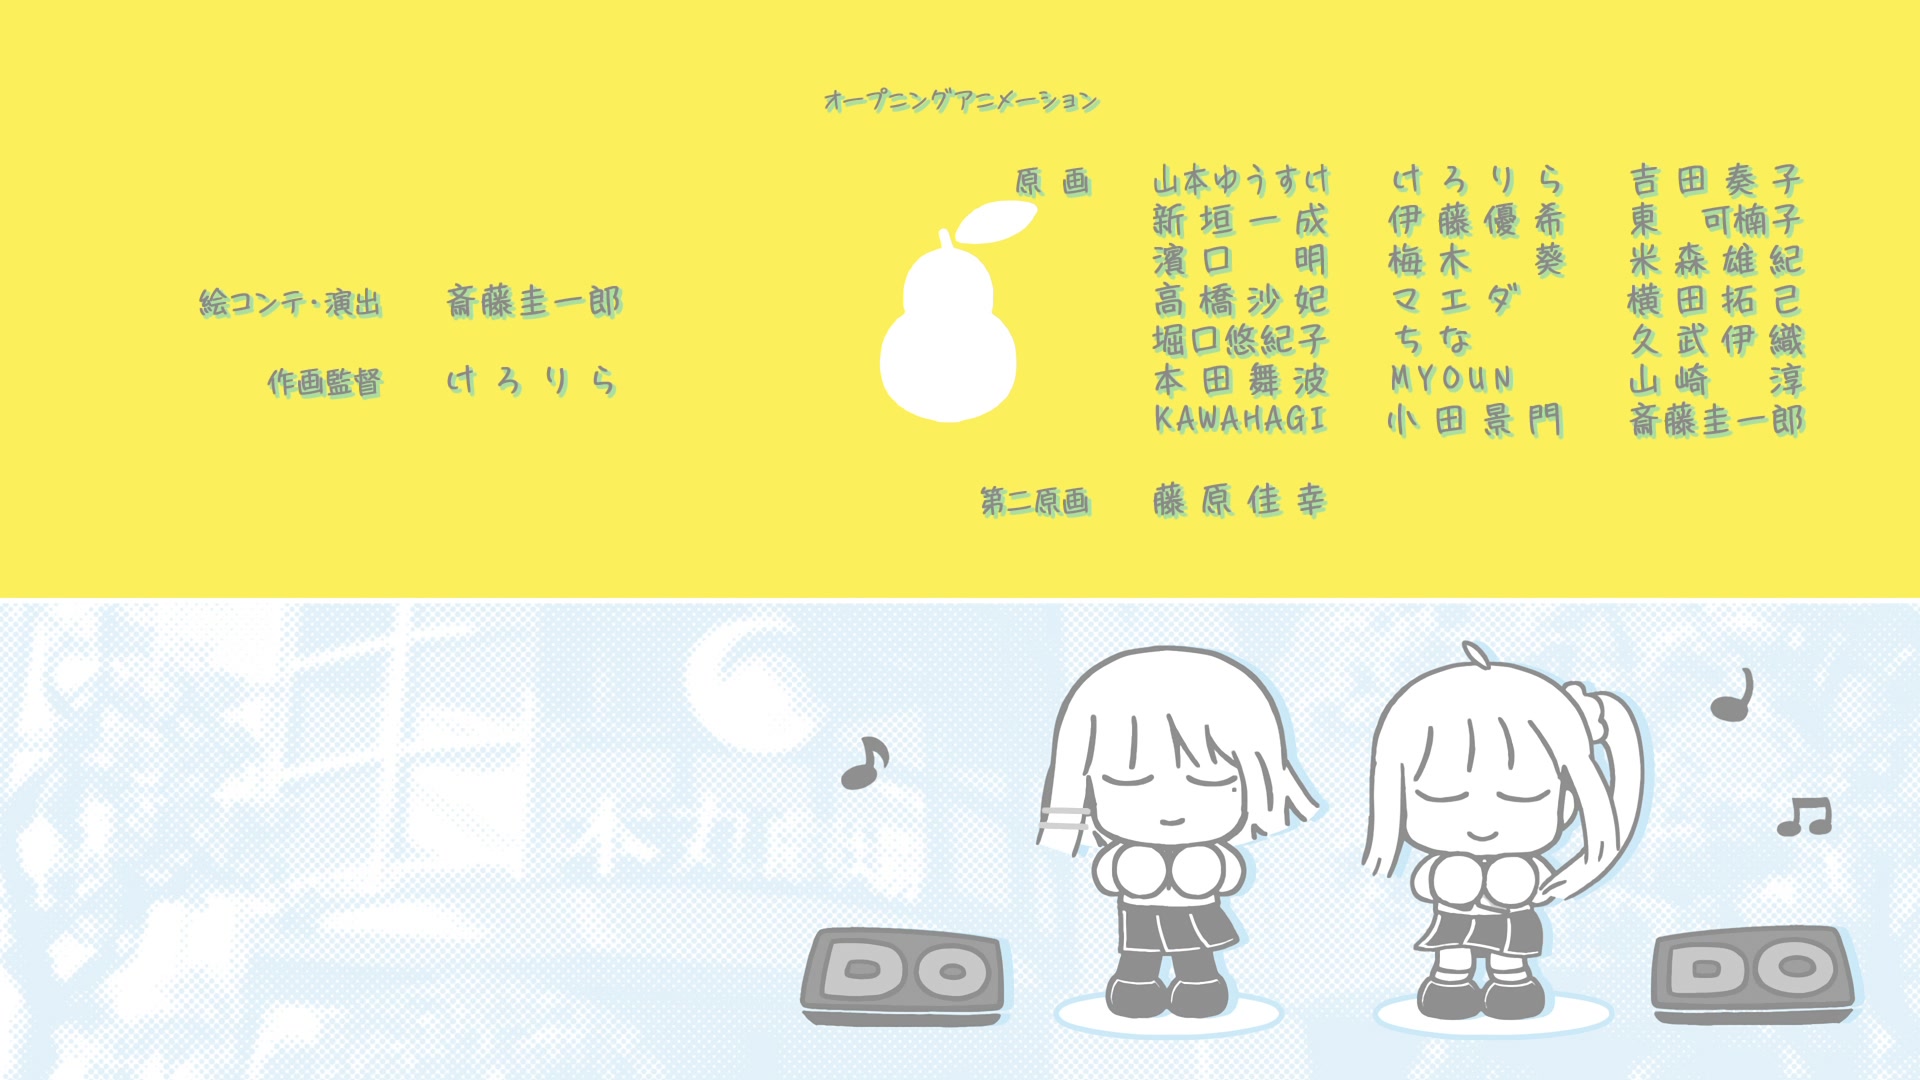 オープニングアニメーション
絵コンテ・演出 斎藤圭一郎
作画監督 けろりら
原画 山本ゆうすけ けろりら 吉田奏子
新垣一成 伊藤優希 東 可楠子
濱口 明 梅木 葵 米森雄紀
高橋沙妃 マエダ 横田拓己
堀口悠紀子 ちな 久武伊織
本田舞波 MYOUN 山崎 淳
KAWAHAGI 小田景門 斎藤圭一郎
第二原画 藤原佳幸
DO
DO